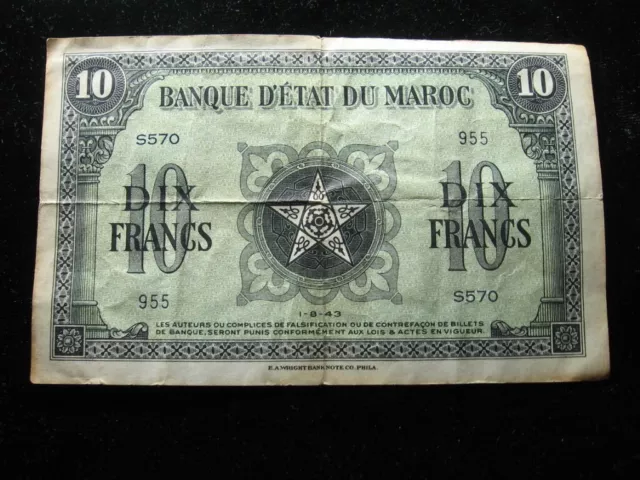 10 10
BANQUE D'ÉTAT DU MAROC
S570 955
10 10
DIX FRANCS DIX FRANCS
955 S570
1-8-43
LES AUTEURS OU COMPLICES DE FALSIFICATION OU DE CONTREFAÇON DE BILLETS
DE BANQUE, SERONT PUNIS CONFORMÉMENT AUX LOIS & ACTES EN VIGUEUR.
E.A.WRIGHT BANK NOTE CO. PHILA.